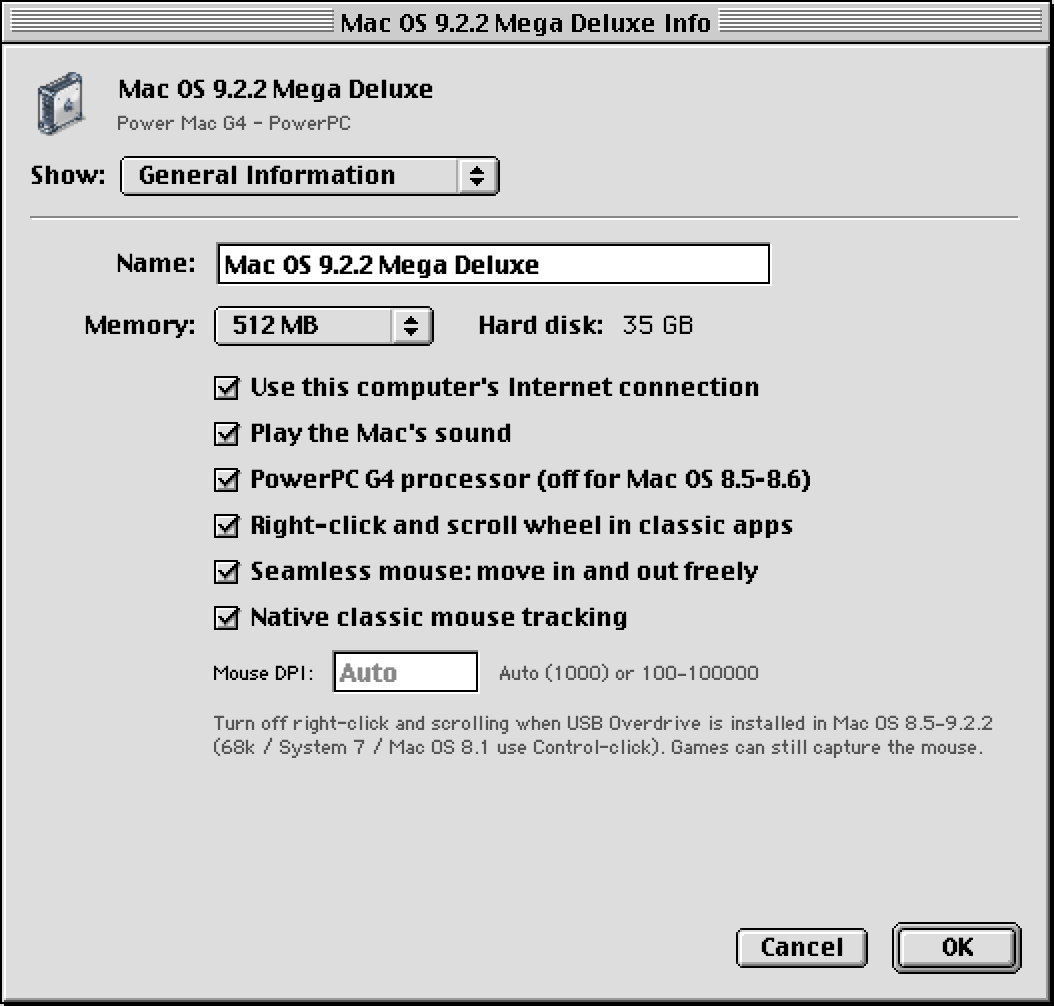 Mac OS 9.2.2 Mega Deluxe Info
Mac OS 9.2.2 Mega Deluxe
Power Mac G4 - PowerPC
Show: General Information
Name: Mac OS 9.2.2 Mega Deluxe
Memory: 512 MB Hard disk: 35 GB
Use this computer's Internet connection
Play the Mac's sound
PowerPC G4 processor (off for Mac OS 8.5-8.6)
Right-click and scroll wheel in classic apps
Seamless mouse: move in and out freely
Native classic mouse tracking
Mouse DPI: Auto Auto (1000) or 100-100000
Turn off right-click and scrolling when USB Overdrive is installed in Mac OS 8.5-9.2.2
(68k / System 7 / Mac OS 8.1 use Control-click). Games can still capture the mouse.
Cancel OK